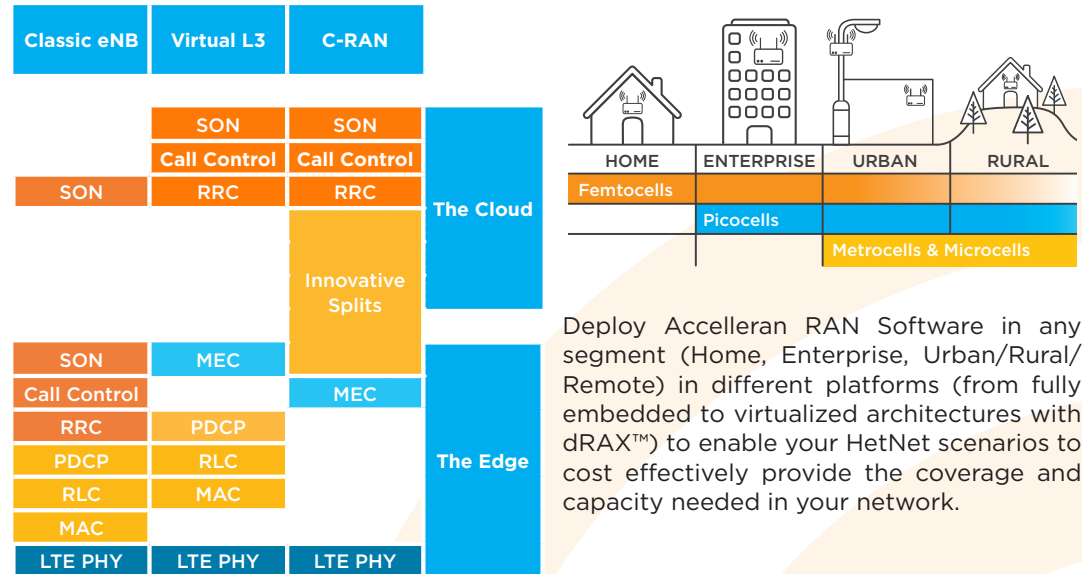 Classic eNB Virtual L3 C-RAN
SON SON
Call Control Call Control
SON RRC RRC
The Cloud
Innovative
Splits
SON MEC
Call Control MEC
RRC PDCP
PDCP RLC
The Edge
RLC MAC
MAC
LTE PHY LTE PHY LTE PHY
HOME ENTERPRISE URBAN RURAL
Femtocells
Picocells
Metrocells & Microcells
Deploy Accelleran RAN Software in any
segment (Home, Enterprise, Urban/Rural/
Remote) in different platforms (from fully
embedded to virtualized architectures with
dRAX™) to enable your HetNet scenarios to
cost effectively provide the coverage and
capacity needed in your network.